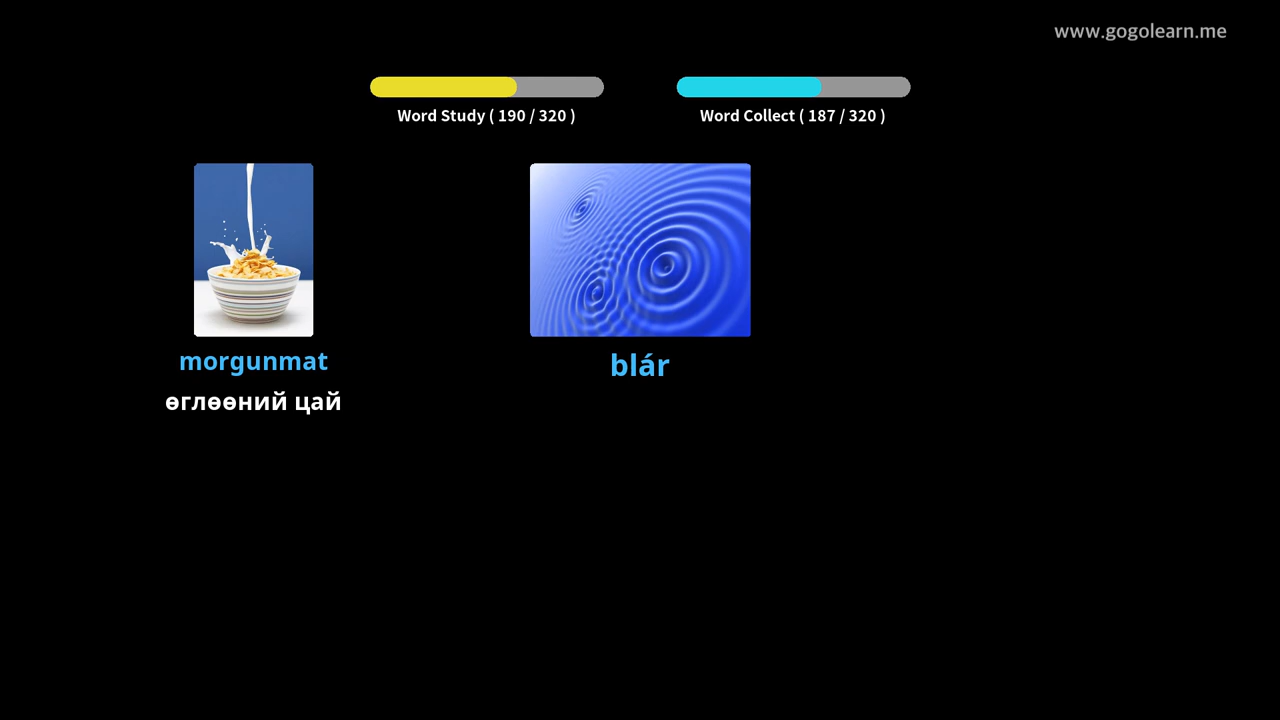 www.gogolearn.me
Word Study ( 190 / 320 )
Word Collect ( 187 / 320 )
morgunmat
өглөөний цай
blár